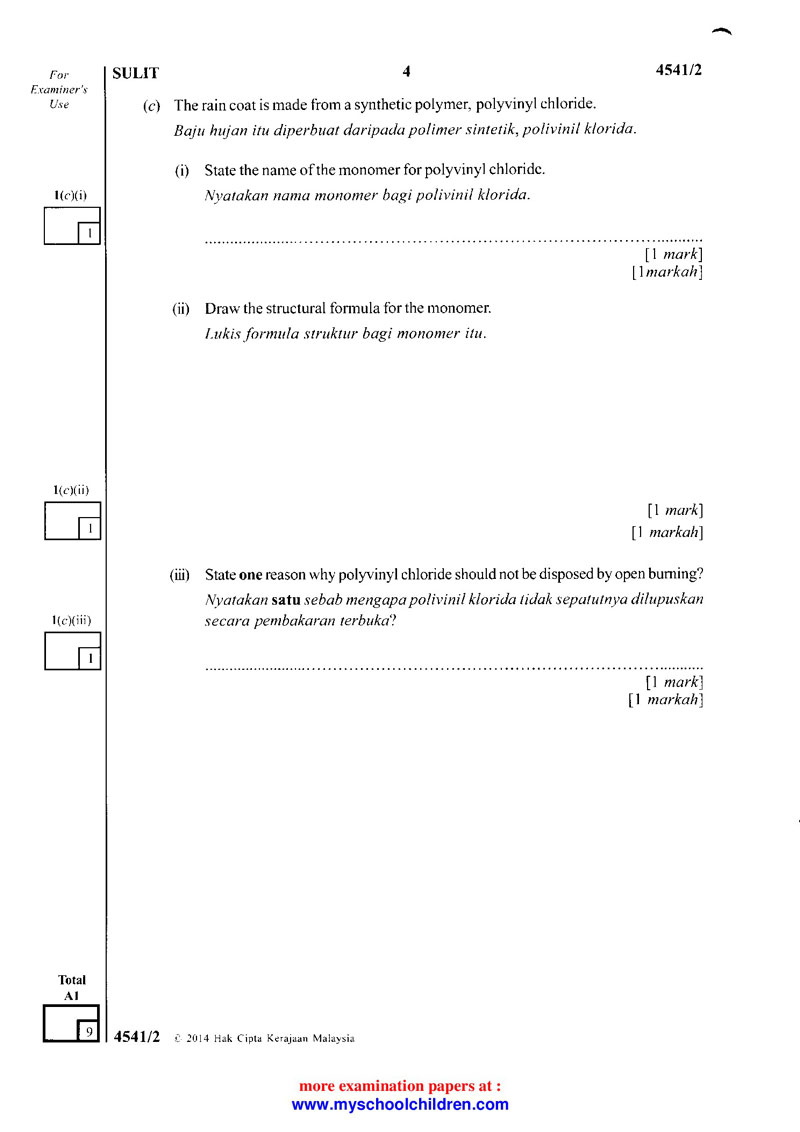 For
Examiner's
Use
SULIT 4 4541/2
(c) The rain coat is made from a synthetic polymer, polyvinyl chloride.
Baju hujan itu diperbuat daripada polimer sintetik, polivinil klorida.
(i) State the name of the monomer for polyvinyl chloride.
Nyatakan nama monomer bagi polivinil klorida.
1(c)(i)
1
[1 mark]
[1markah]
(ii) Draw the structural formula for the monomer.
Lukis formula struktur bagi monomer itu.
1(c)(ii)
1
[1 mark]
[1 markah]
(iii) State one reason why polyvinyl chloride should not be disposed by open burning?
Nyatakan satu sebab mengapa polivinil klorida tidak sepatutnya dilupuskan
secara pembakaran terbuka?
1(c)(iii)
1
[1 mark]
[1 markah]
Total
A1
9
4541/2 © 2014 Hak Cipta Kerajaan Malaysia
more examination papers at :
www.myschoolchildren.com